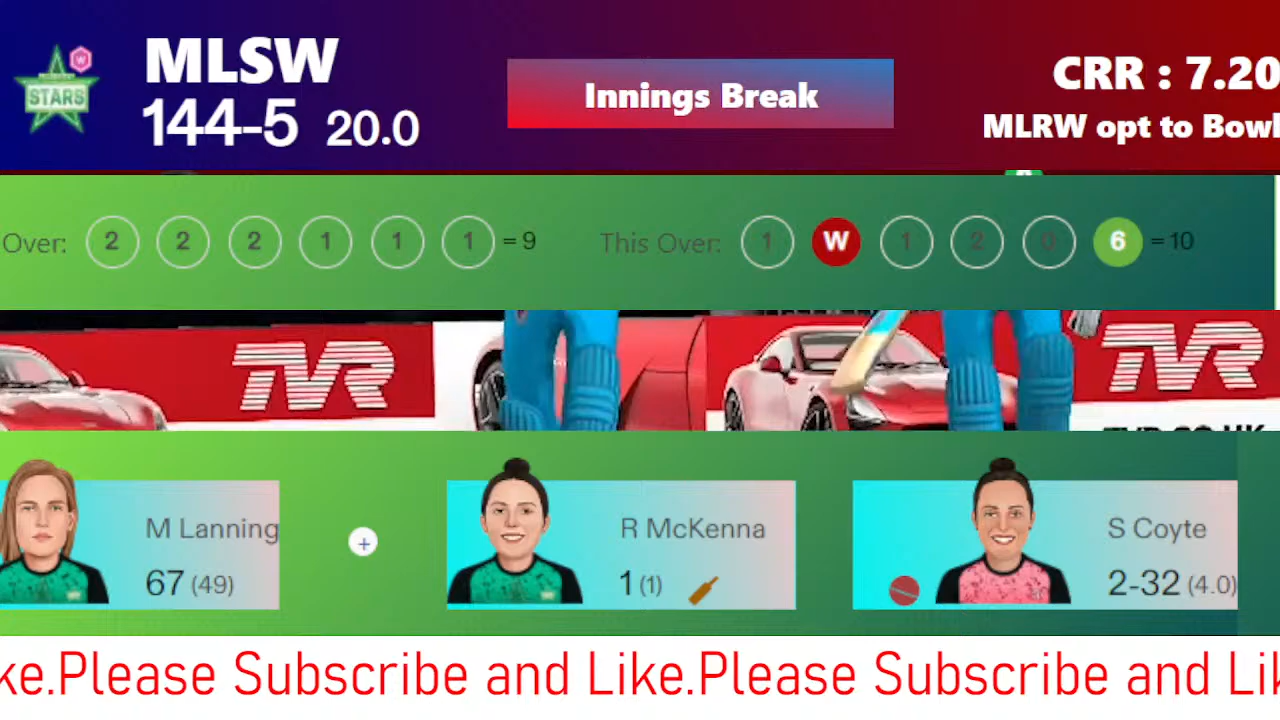 STARS
MLSW
144-5 20.0
Innings Break
CRR : 7.20
MLRW opt to Bowl
Over: 2 2 2 1 1 1 = 9 This Over: 1 W 1 2 0 6 = 10
TVR TVR
M Lanning
67 (49)
+
R McKenna
1 (1)
S Coyte
2-32 (4.0)
ke.Please Subscribe and Like.Please Subscribe and Lik